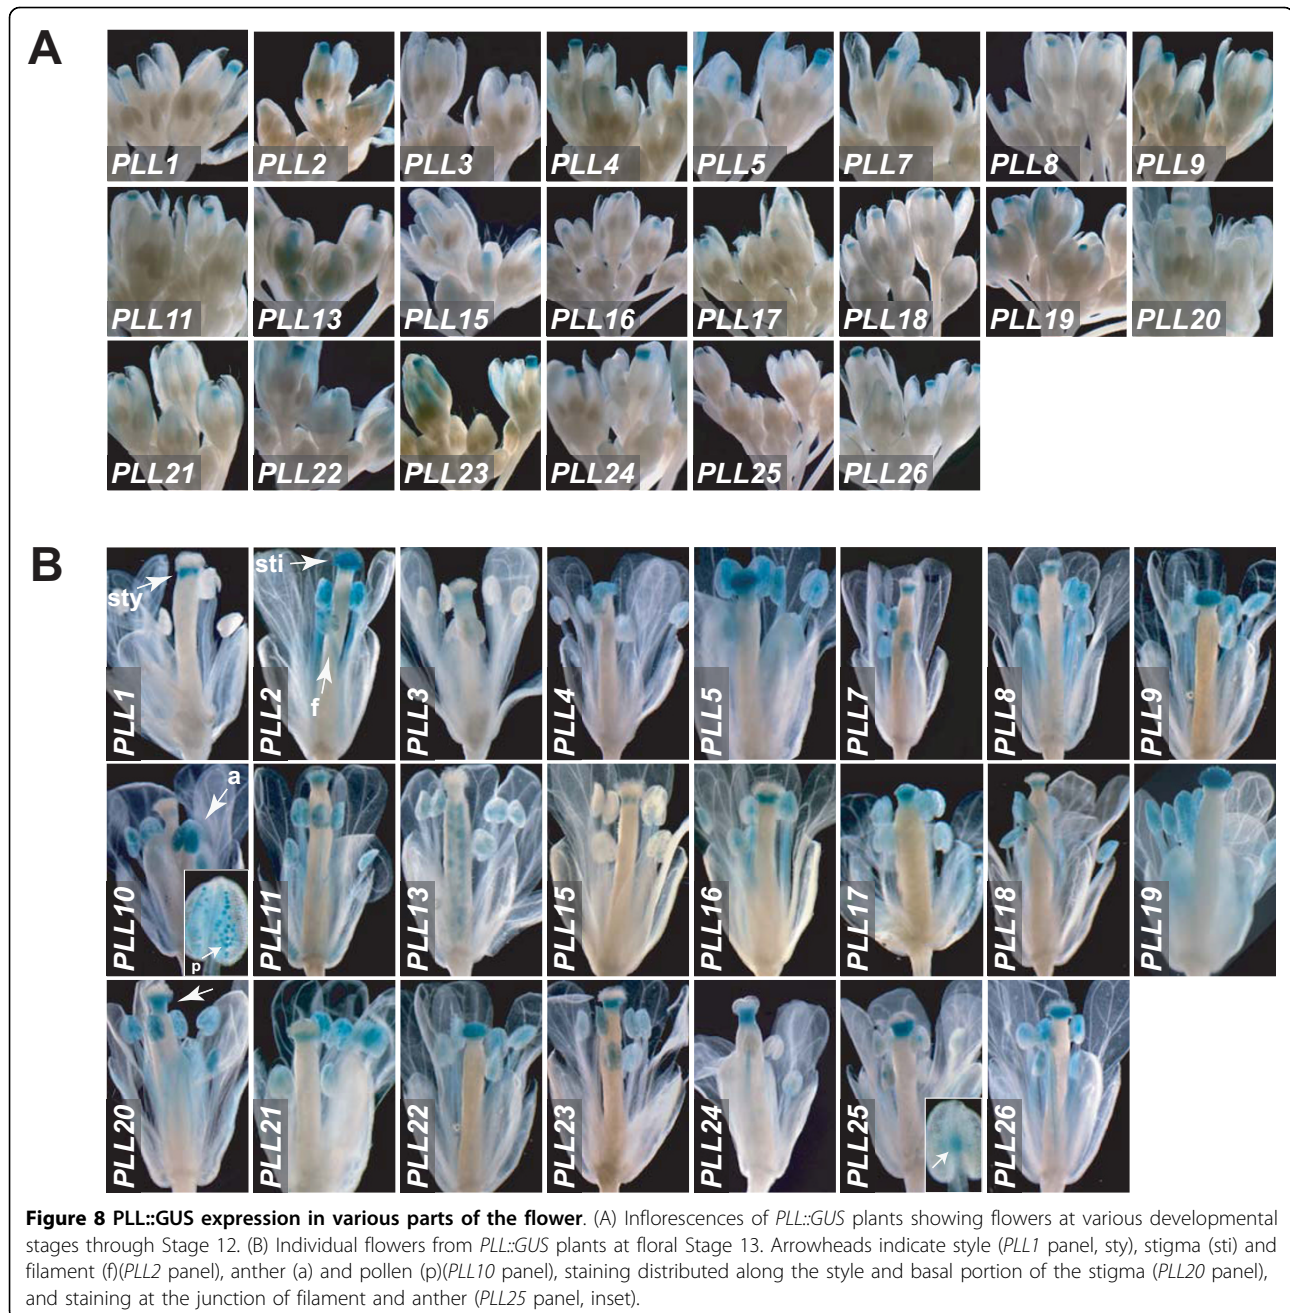 A
PLL1 PLL2 PLL3 PLL4 PLL5 PLL7 PLL8 PLL9
PLL11 PLL13 PLL15 PLL16 PLL17 PLL18 PLL19 PLL20
PLL21 PLL22 PLL23 PLL24 PLL25 PLL26
B
sty sti f
PLL1 PLL2 PLL3 PLL4 PLL5 PLL7 PLL8 PLL9
a p
PLL10 PLL11 PLL13 PLL15 PLL16 PLL17 PLL18 PLL19
PLL20 PLL21 PLL22 PLL23 PLL24 PLL25 PLL26
Figure 8 PLL::GUS expression in various parts of the flower. (A) Inflorescences of PLL::GUS plants showing flowers at various developmental
stages through Stage 12. (B) Individual flowers from PLL::GUS plants at floral Stage 13. Arrowheads indicate style (PLL1 panel, sty), stigma (sti) and
filament (f)(PLL2 panel), anther (a) and pollen (p)(PLL10 panel), staining distributed along the style and basal portion of the stigma (PLL20 panel),
and staining at the junction of filament and anther (PLL25 panel, inset).